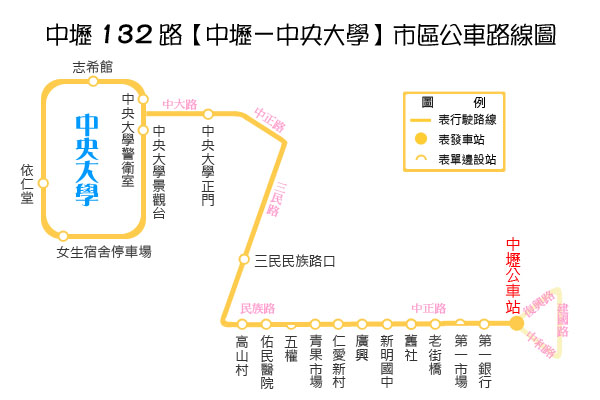 中壢 132 路【中壢－中央大學】市區公車路線圖
志希館
中央大學警衛室
中央大學
依仁堂
女生宿舍停車場
中大路
中央大學景觀台
中央大學正門
中正路
三民路
圖 例
表行駛路線
表發車站
表單邊設站
三民民族路口
民族路
中正路
高山村
佑民醫院
五權
青果市場
仁愛新村
廣興
新明國中
舊社
老街橋
第一市場
第一銀行
中壢公車站
復興路
建國路
中和路